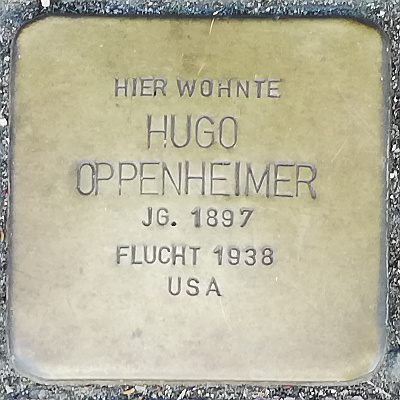 HIER WOHNTE
HUGO
OPPENHEIMER
JG. 1897
FLUCHT 1938
USA